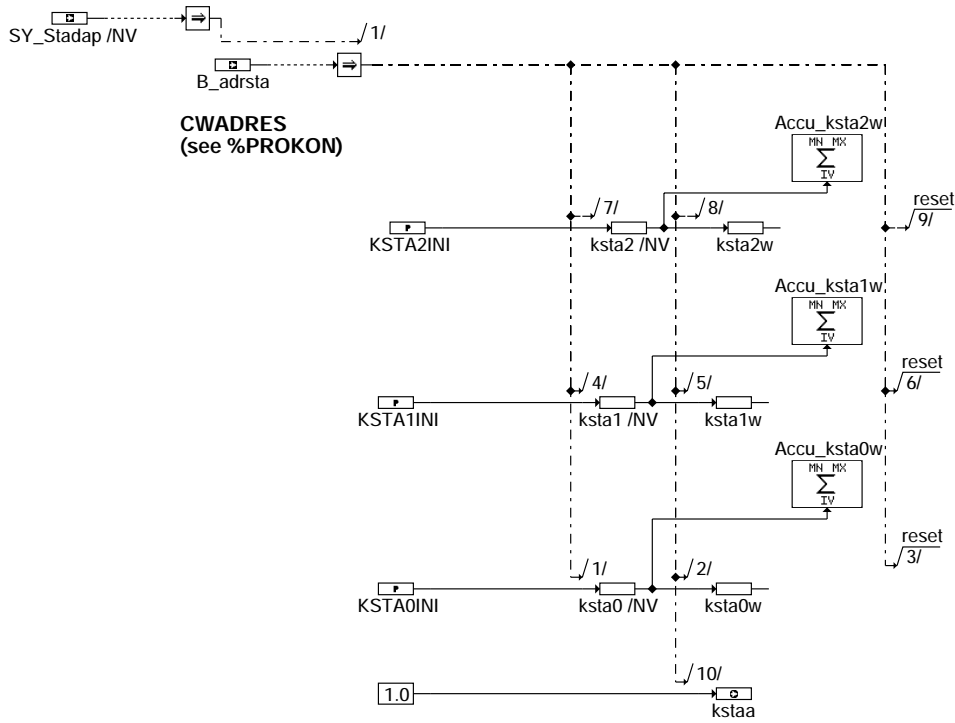 SY_Stadap /NV
1/
B_adrsta
CWADRES
(see %PROKON)
Accu_ksta2w
MN MX
IV
reset
9/
7/
8/
KSTA2INI
ksta2 /NV
ksta2w
Accu_ksta1w
MN MX
IV
reset
6/
4/
5/
KSTA1INI
ksta1 /NV
ksta1w
Accu_ksta0w
MN MX
IV
reset
3/
1/
2/
P
KSTA0INI
ksta0 /NV
ksta0w
10/
1.0
kstaa